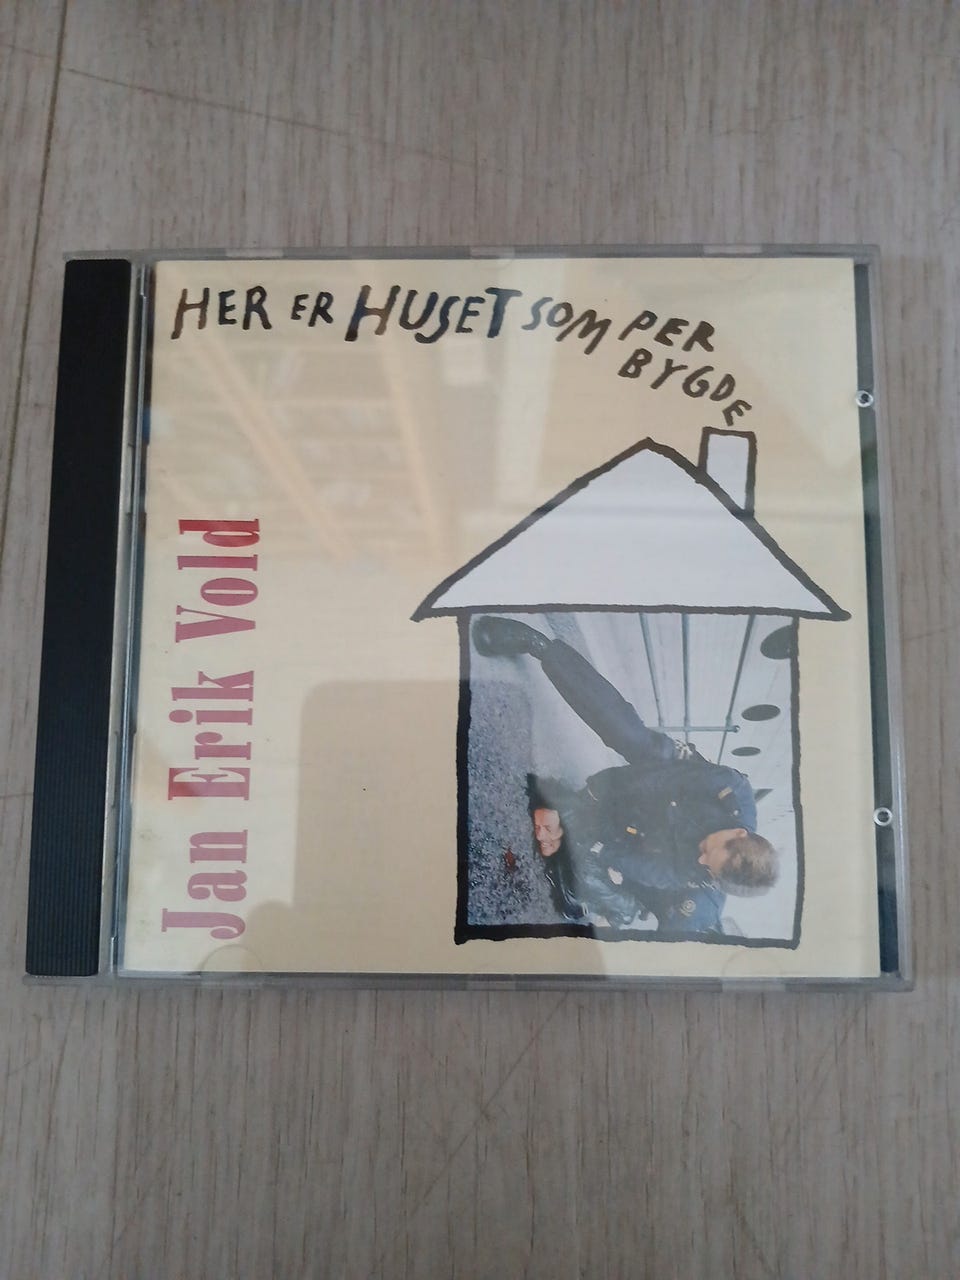 HER ER HUSET SOM PER
BYGDE
Jan Erik Vold